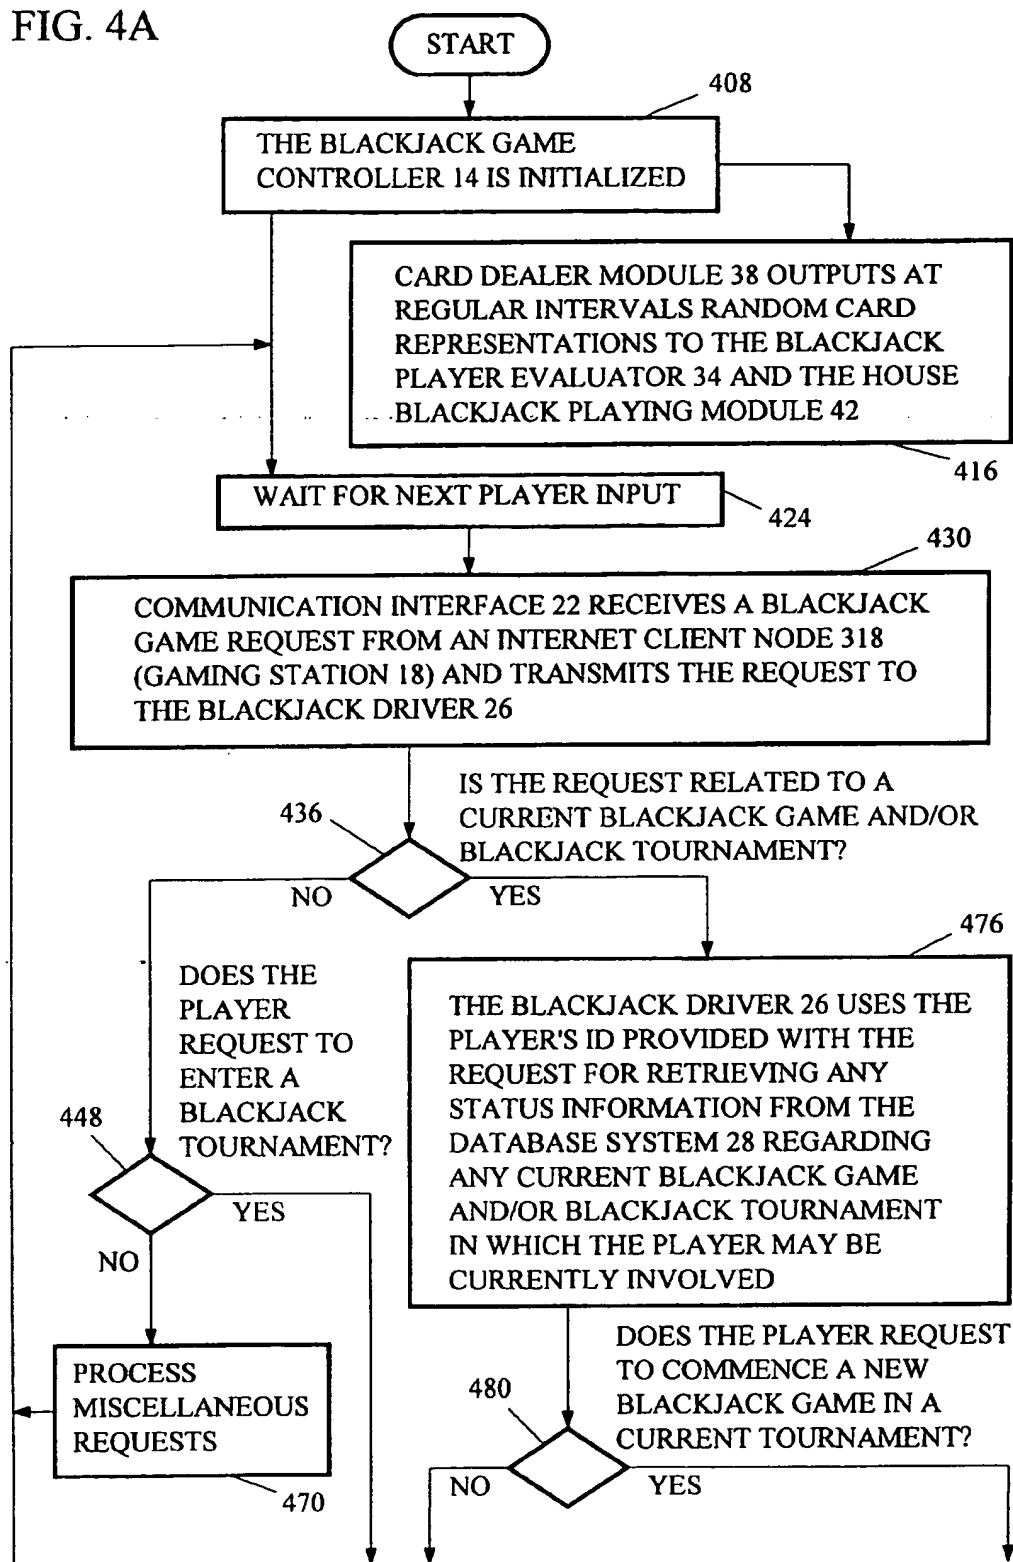 FIG. 4A
START
408
THE BLACKJACK GAME
CONTROLLER 14 IS INITIALIZED
CARD DEALER MODULE 38 OUTPUTS AT
REGULAR INTERVALS RANDOM CARD
REPRESENTATIONS TO THE BLACKJACK
PLAYER EVALUATOR 34 AND THE HOUSE
BLACKJACK PLAYING MODULE 42
416
WAIT FOR NEXT PLAYER INPUT
424
430
COMMUNICATION INTERFACE 22 RECEIVES A BLACKJACK
GAME REQUEST FROM AN INTERNET CLIENT NODE 318
(GAMING STATION 18) AND TRANSMITS THE REQUEST TO
THE BLACKJACK DRIVER 26
IS THE REQUEST RELATED TO A
CURRENT BLACKJACK GAME AND/OR
BLACKJACK TOURNAMENT?
436
NO
YES
DOES THE
PLAYER
REQUEST TO
ENTER A
BLACKJACK
TOURNAMENT?
448
YES
NO
PROCESS
MISCELLANEOUS
REQUESTS
470
476
THE BLACKJACK DRIVER 26 USES THE
PLAYER'S ID PROVIDED WITH THE
REQUEST FOR RETRIEVING ANY
STATUS INFORMATION FROM THE
DATABASE SYSTEM 28 REGARDING
ANY CURRENT BLACKJACK GAME
AND/OR BLACKJACK TOURNAMENT
IN WHICH THE PLAYER MAY BE
CURRENTLY INVOLVED
DOES THE PLAYER REQUEST
TO COMMENCE A NEW
BLACKJACK GAME IN A
CURRENT TOURNAMENT?
480
NO
YES